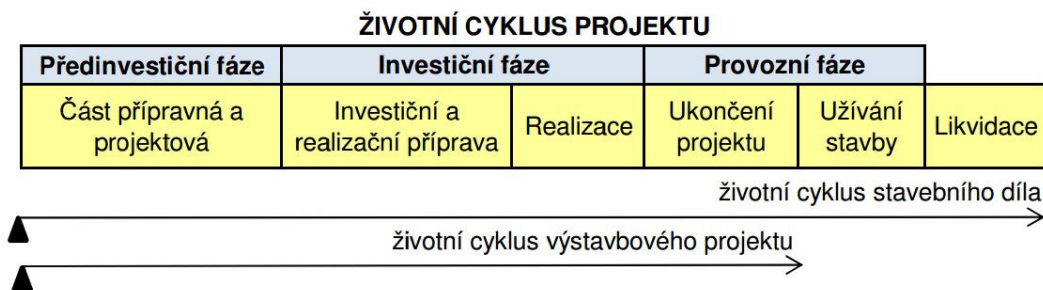 ŽIVOTNÍ CYKLUS PROJEKTU
Předinvestiční fáze
Investiční fáze
Provozní fáze
Část přípravná a
projektová
Investiční a
realizační příprava
Realizace
Ukončení
projektu
Užívání
stavby
Likvidace
životní cyklus stavebního díla
životní cyklus výstavbového projektu